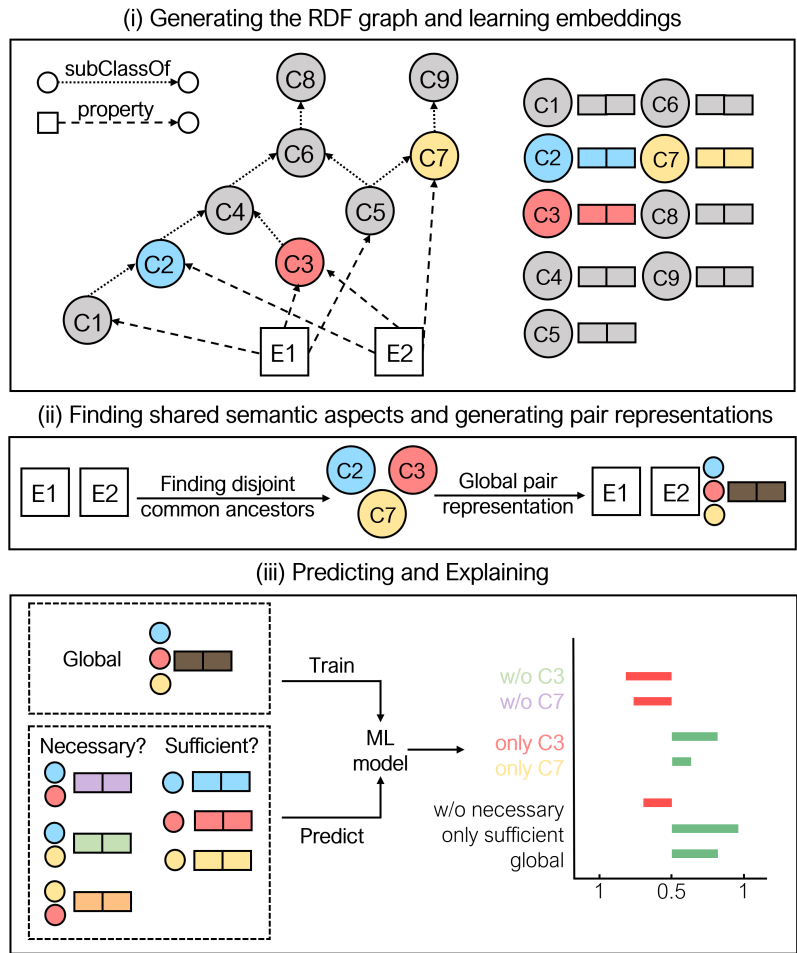 (i) Generating the RDF graph and learning embeddings
subClassOf
property
C8
C9
C6
C7
C4
C5
C2
C3
C1
E1
E2
C1
C6
C2
C7
C3
C8
C4
C9
C5
(ii) Finding shared semantic aspects and generating pair representations
E1
E2
Finding disjoint
common ancestors
C2
C3
C7
Global pair
representation
E1
E2
(iii) Predicting and Explaining
Global
Train
Necessary?
Sufficient?
Predict
ML
model
w/o C3
w/o C7
only C3
only C7
w/o necessary
only sufficient
global
1
0.5
1